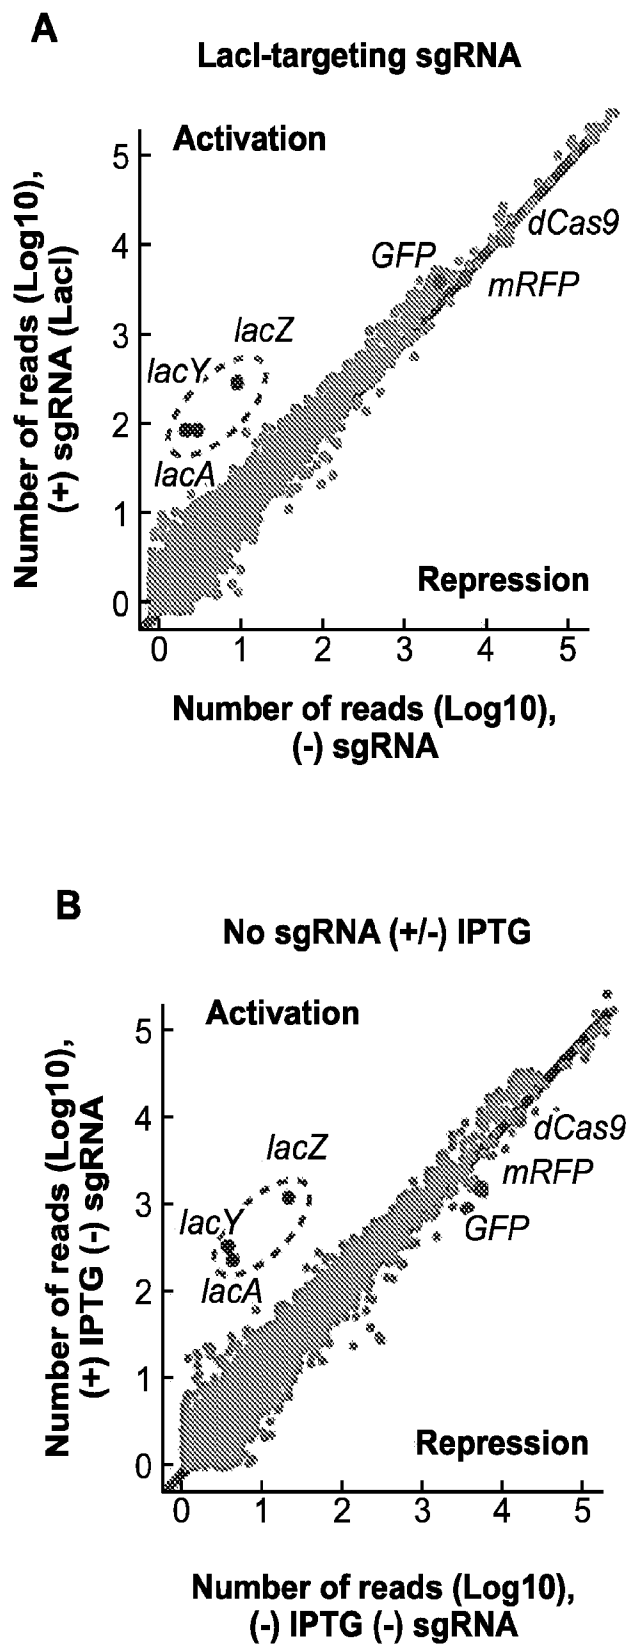 A
LacI-targeting sgRNA
Activation
Number of reads (Log10),
(+) sgRNA (LacI)
5
4
3
2
1
0
GFP
dCas9
mRFP
lacZ
lacY
lacA
Repression
0 1 2 3 4 5
Number of reads (Log10),
(-) sgRNA
B
No sgRNA (+/-) IPTG
Activation
Number of reads (Log10),
(+) IPTG (-) sgRNA
5
4
3
2
1
0
dCas9
lacZ
mRFP
lacY
GFP
lacA
Repression
0 1 2 3 4 5
Number of reads (Log10),
(-) IPTG (-) sgRNA